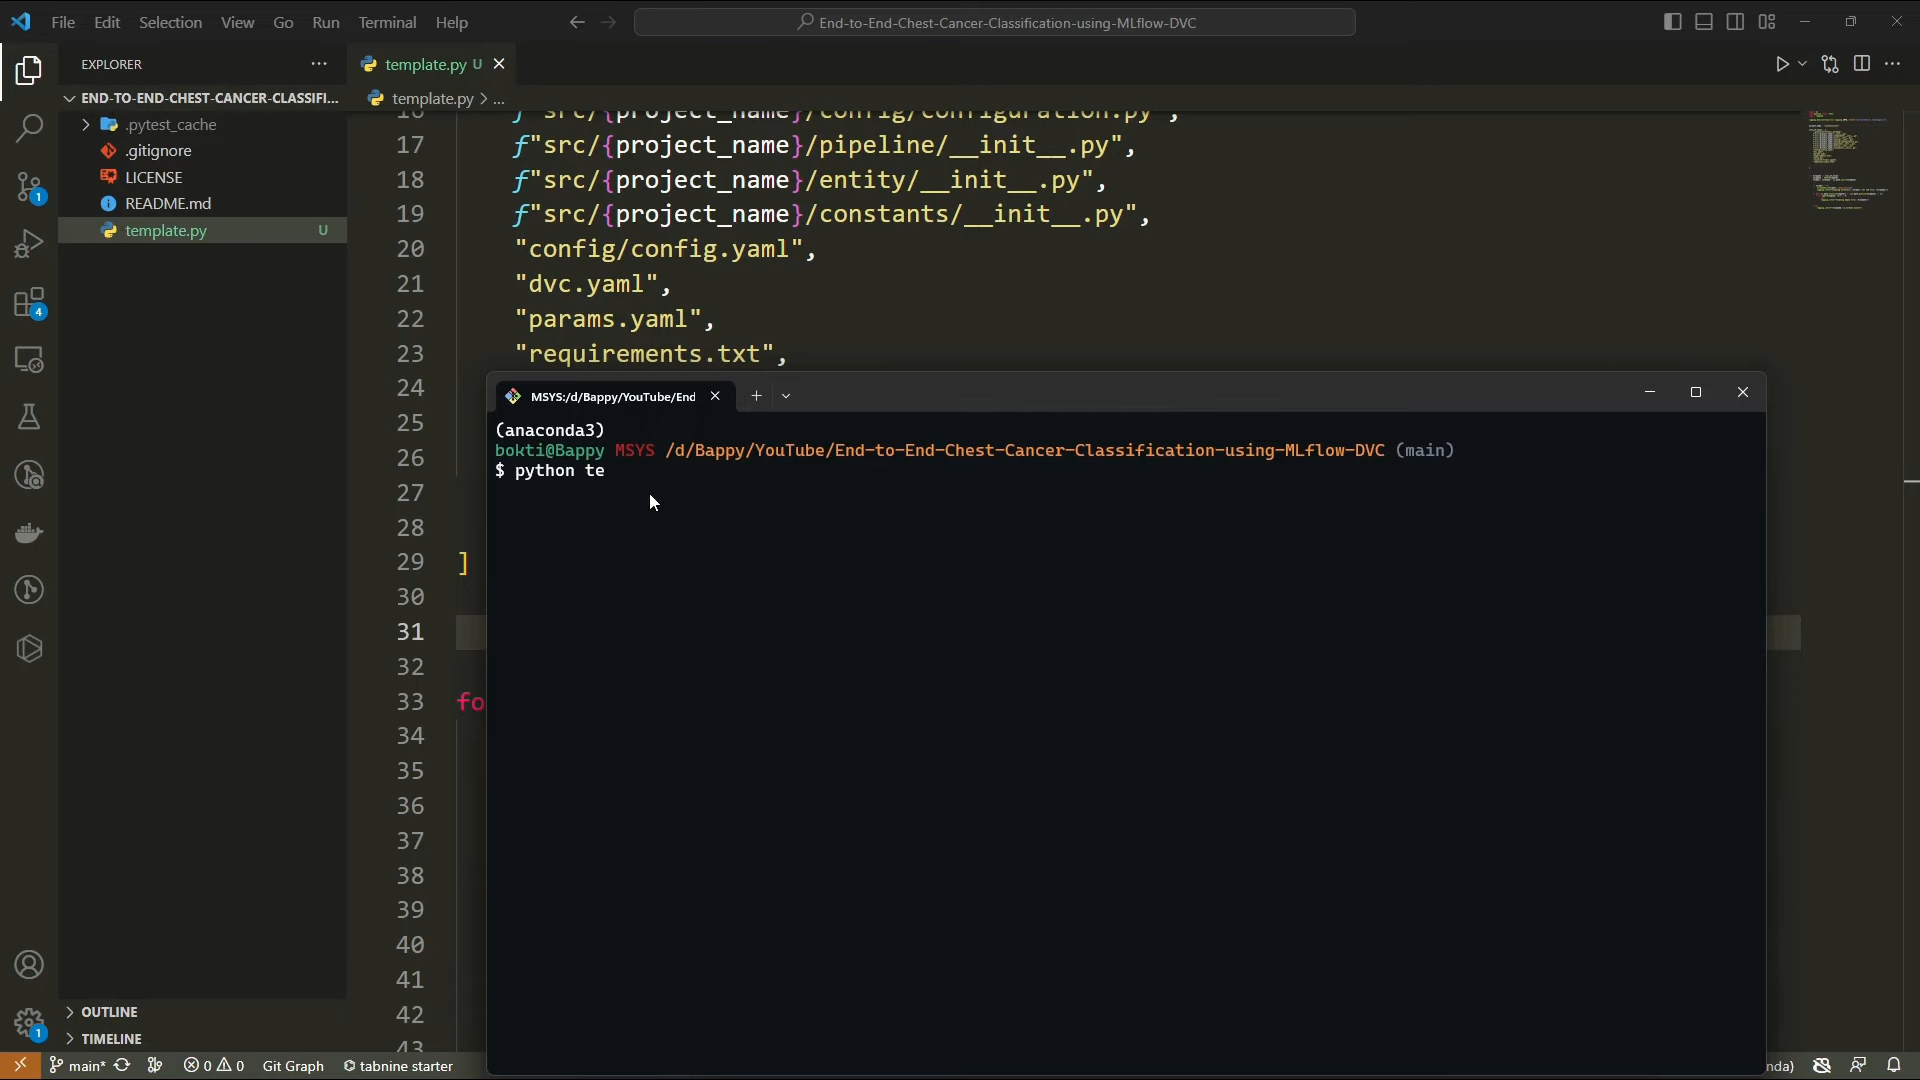 File Edit Selection View Go Run Terminal Help
End-to-End-Chest-Cancer-Classification-using-MLflow-DVC
EXPLORER
template.py U
END-TO-END-CHEST-CANCER-CLASSIFI...
template.py > ...
.pytest_cache
.gitignore
LICENSE
README.md
template.py U
16 f"src/{project_name}/config/configuration.py",
17 f"src/{project_name}/pipeline/__init__.py",
18 f"src/{project_name}/entity/__init__.py",
19 f"src/{project_name}/constants/__init__.py",
20 "config/config.yaml",
21 "dvc.yaml",
22 "params.yaml",
23 "requirements.txt",
24
25
26
27
28
29 ]
30
31
32
33 fo
34
35
36
37
38
39
40
41
42
43
MSYS:/d/Bappy/YouTube/End
(anaconda3)
bokti@Bappy MSYS /d/Bappy/YouTube/End-to-End-Chest-Cancer-Classification-using-MLflow-DVC (main)
$ python te
1
4
1
OUTLINE
TIMELINE
main* 0 0 Git Graph tabnine starter
nda)